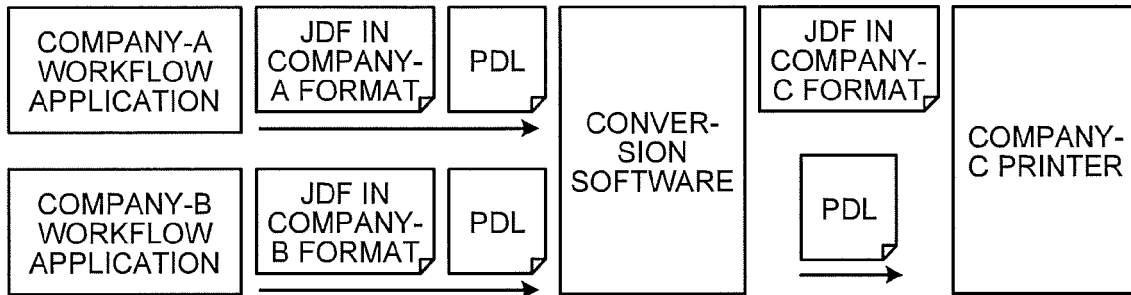 COMPANY-A
WORKFLOW
APPLICATION
JDF IN
COMPANY-
A FORMAT
PDL
COMPANY-B
WORKFLOW
APPLICATION
JDF IN
COMPANY-
B FORMAT
PDL
CONVER-
SION
SOFTWARE
JDF IN
COMPANY-
C FORMAT
PDL
COMPANY-
C PRINTER